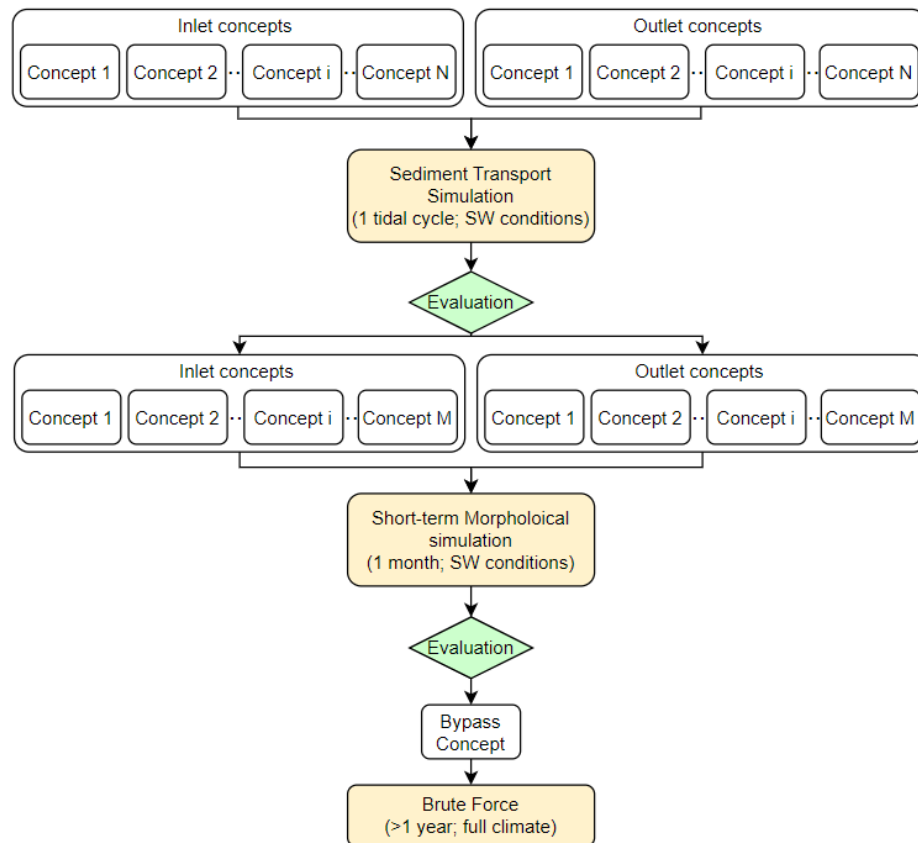 Inlet concepts
Outlet concepts
Concept 1
Concept 2
..
Concept i
..
Concept N
Concept 1
Concept 2
..
Concept i
..
Concept N
Sediment Transport
Simulation
(1 tidal cycle; SW conditions)
Evaluation
Inlet concepts
Outlet concepts
Concept 1
Concept 2
..
Concept i
..
Concept M
Concept 1
Concept 2
..
Concept i
..
Concept M
Short-term Morpholoical
simulation
(1 month; SW conditions)
Evaluation
Bypass
Concept
Brute Force
(>1 year; full climate)